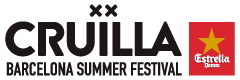 CRUÏLLA
BARCELONA SUMMER FESTIVAL
Estrella
Damm